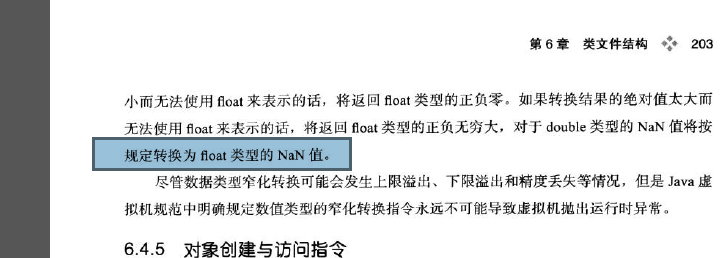 第 6 章 类文件结构 203
小而无法使用 float 来表示的话，将返回 float 类型的正负零。如果转换结果的绝对值太大而
无法使用 float 来表示的话，将返回 float 类型的正负无穷大，对于 double 类型的 NaN 值将按
规定转换为 float 类型的 NaN 值。
尽管数据类型窄化转换可能会发生上限溢出、下限溢出和精度丢失等情况，但是 Java 虚
拟机规范中明确规定数值类型的窄化转换指令永远不可能导致虚拟机抛出运行时异常。
6.4.5 对象创建与访问指令